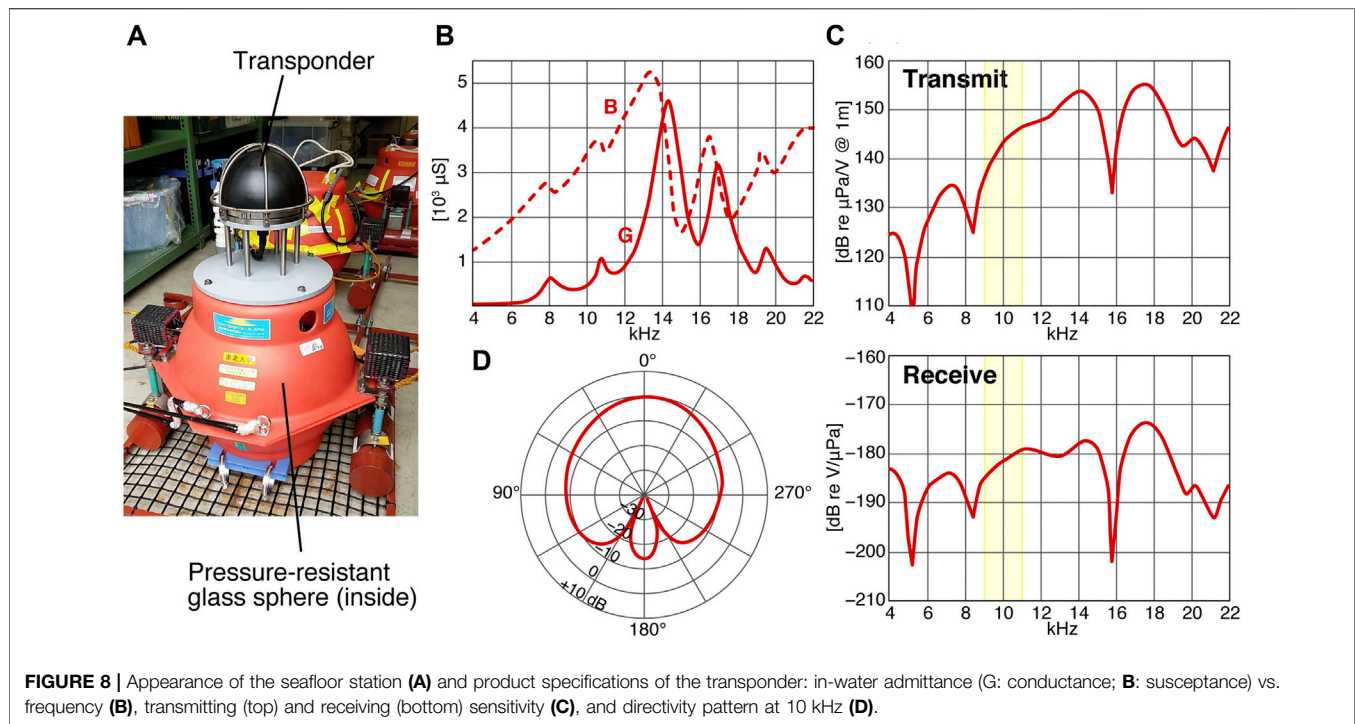 A
Transponder
Pressure-resistant
glass sphere (inside)
B
[10³ µS]
5
4
3
2
1
B
G
4 6 8 10 12 14 16 18 20 22
kHz
C
Transmit
[dB re µPa/V @ 1m]
160
150
140
130
120
110
4 6 8 10 12 14 16 18 20 22
kHz
Receive
[dB re V/µPa]
−160
−170
−180
−190
−200
−210
4 6 8 10 12 14 16 18 20 22
kHz
D
0°
90°
270°
180°
-30
-20
-10
0
+10 dB
FIGURE 8 | Appearance of the seafloor station (A) and product specifications of the transponder: in-water admittance (G: conductance; B: susceptance) vs.
frequency (B), transmitting (top) and receiving (bottom) sensitivity (C), and directivity pattern at 10 kHz (D).